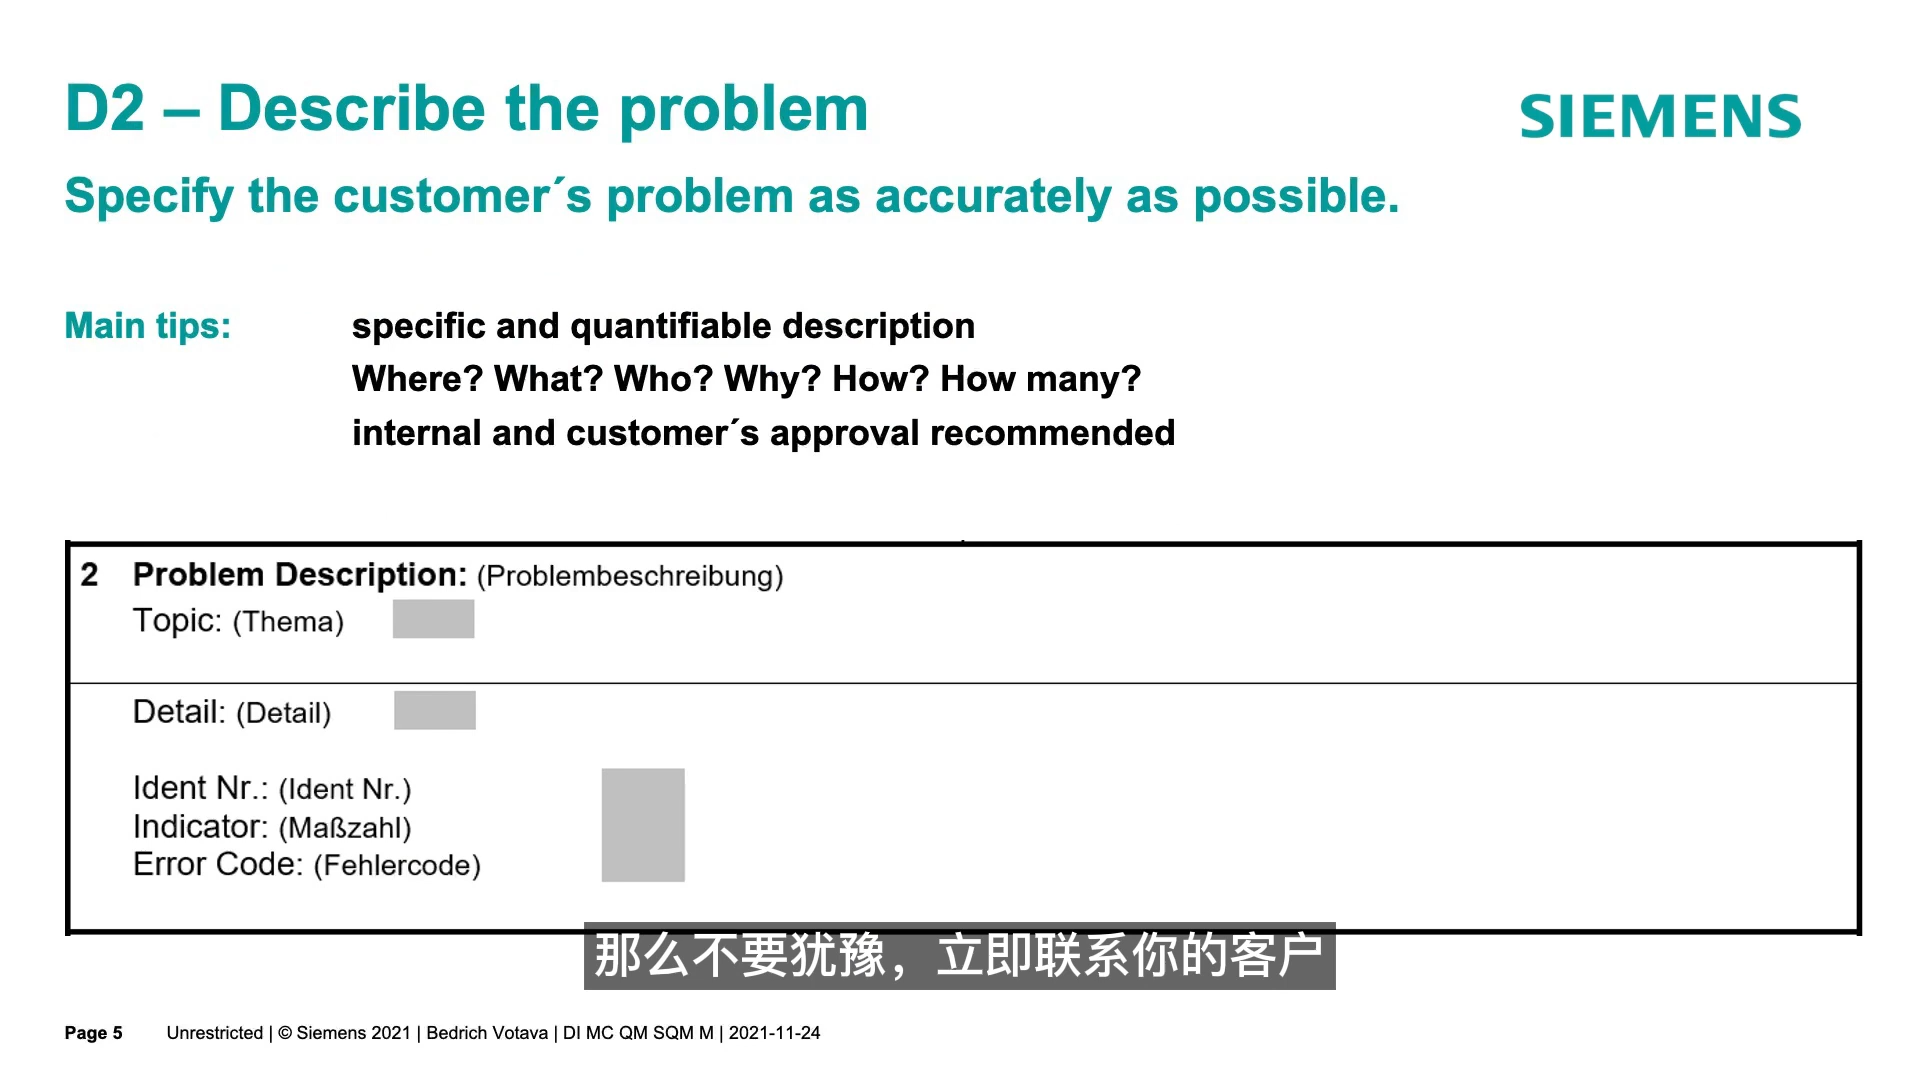 D2 – Describe the problem
SIEMENS
Specify the customer´s problem as accurately as possible.
Main tips: specific and quantifiable description
Where? What? Who? Why? How? How many?
internal and customer´s approval recommended
2 Problem Description: (Problembeschreibung)
Topic: (Thema)
Detail: (Detail)
Ident Nr.: (Ident Nr.)
Indicator: (Maßzahl)
Error Code: (Fehlercode)
那么不要犹豫，立即联系你的客户
Page 5 Unrestricted | © Siemens 2021 | Bedrich Votava | DI MC QM SQM M | 2021-11-24